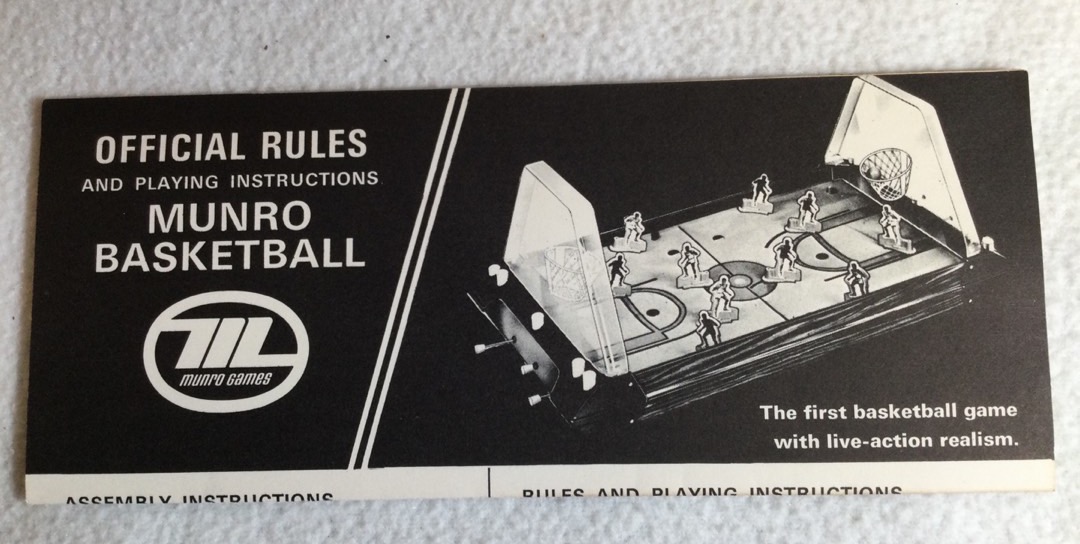 OFFICIAL RULES
AND PLAYING INSTRUCTIONS
MUNRO
BASKETBALL
munro games
The first basketball game
with live-action realism.
ASSEMBLY INSTRUCTIONS
RULES AND PLAYING INSTRUCTIONS